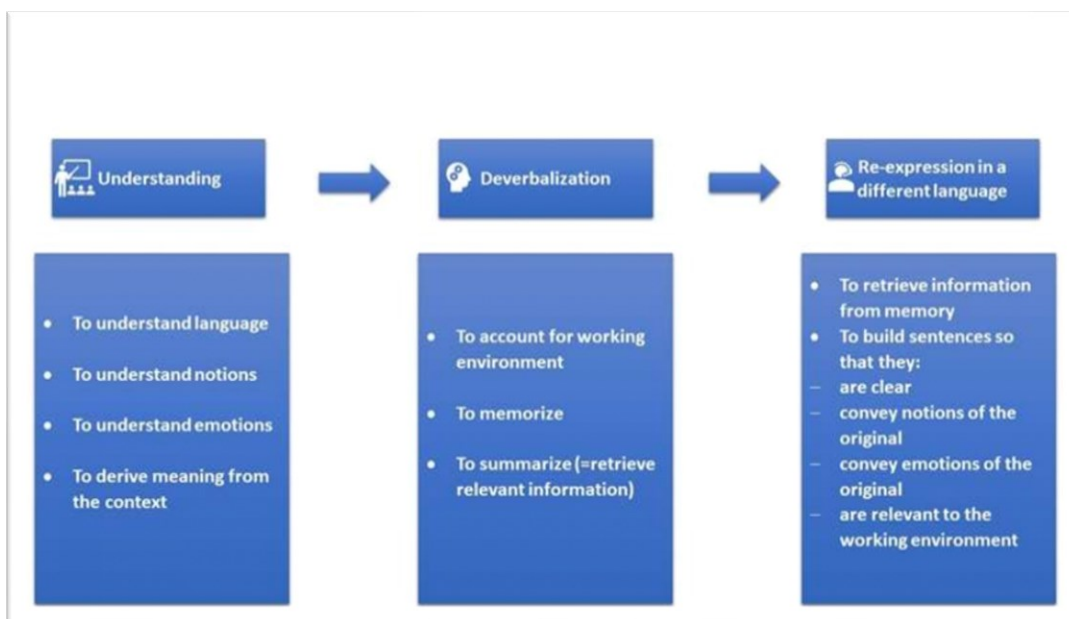 Understanding
Deverbalization
Re-expression in a
different language
• To understand language
• To understand notions
• To understand emotions
• To derive meaning from
the context
• To account for working
environment
• To memorize
• To summarize (=retrieve
relevant information)
• To retrieve information
from memory
• To build sentences so
that they:
– are clear
– convey notions of the
original
– convey emotions of the
original
– are relevant to the
working environment